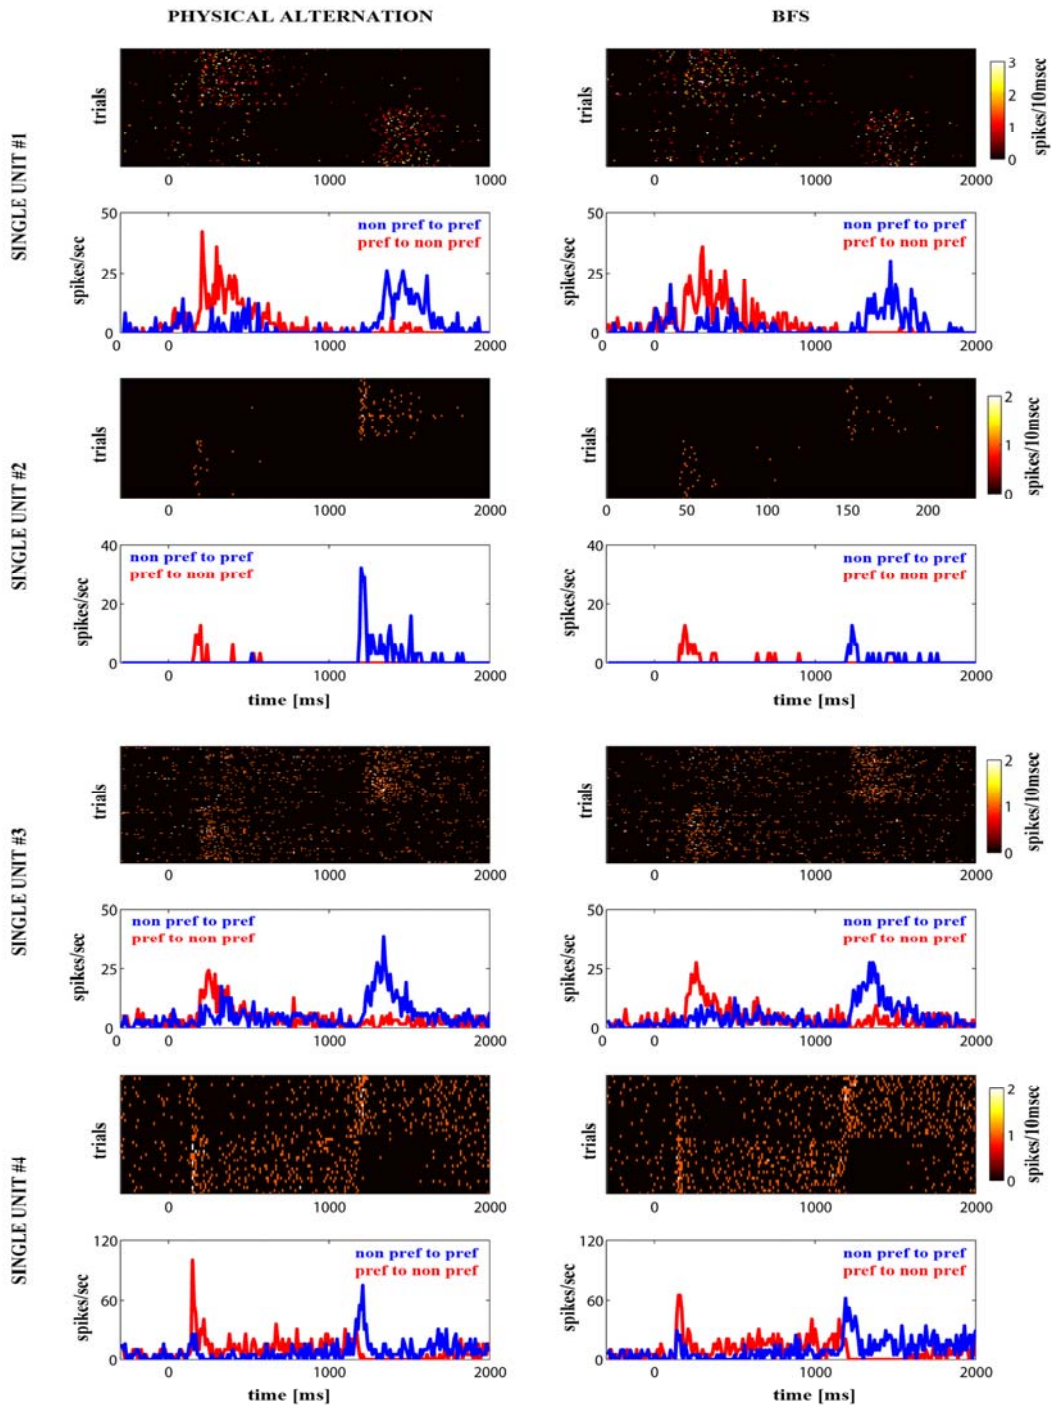 PHYSICAL ALTERNATION BFS
SINGLE UNIT #1
trials
0 1000 1000
trials
0 1000 2000
3
2
1
0
spikes/10msec
spikes/sec
50
25
0
non pref to pref
pref to non pref
0 0 1000 2000
spikes/sec
50
25
0
non pref to pref
pref to non pref
0 0 1000 2000
SINGLE UNIT #2
trials
0 1000 2000
trials
0 50 100 150 200
2
1
0
spikes/10msec
spikes/sec
40
20
0
non pref to pref
pref to non pref
0 1000 2000
time [ms]
spikes/sec
40
20
0
non pref to pref
pref to non pref
0 1000 2000
time [ms]
SINGLE UNIT #3
trials
0 1000 2000
trials
0 1000 2000
2
1
0
spikes/10msec
spikes/sec
50
25
0
non pref to pref
pref to non pref
0 0 1000 2000
spikes/sec
50
25
0
non pref to pref
pref to non pref
0 0 1000 2000
SINGLE UNIT #4
trials
0 1000 2000
trials
0 1000 2000
2
1
0
spikes/10msec
spikes/sec
120
60
0
non pref to pref
pref to non pref
0 1000 2000
time [ms]
spikes/sec
120
60
0
non pref to pref
pref to non pref
0 1000 2000
time [ms]